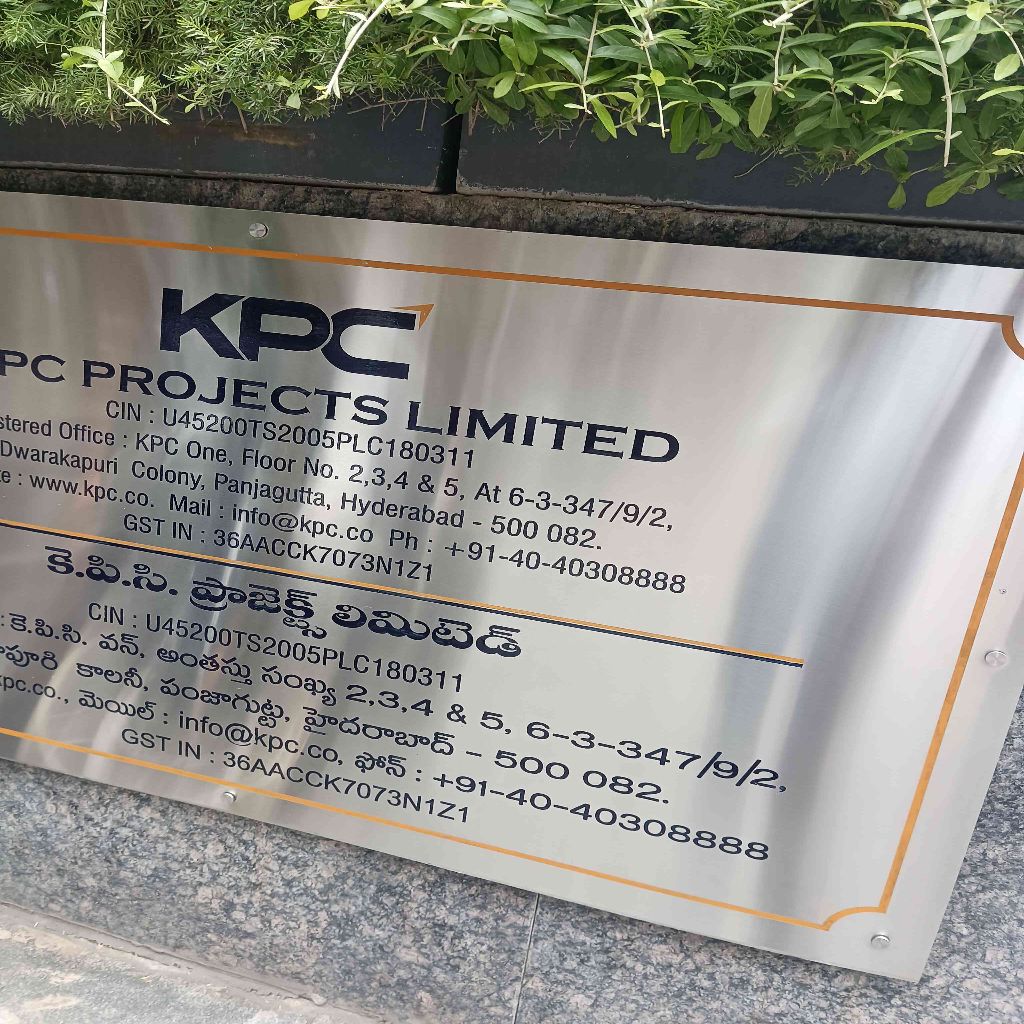 KPC
PC PROJECTS LIMITED
CIN : U45200TS2005PLC180311
stered Office : KPC One, Floor No. 2,3,4 & 5, At 6-3-347/9/2,
Dwarakapuri Colony, Panjagutta, Hyderabad - 500 082.
te : www.kpc.co. Mail : info@kpc.co Ph : +91-40-40308888
GST IN : 36AACCK7073N1Z1
కె.పి.సి. ప్రాజెక్ట్స్ లిమిటెడ్
CIN : U45200TS2005PLC180311
: కె.పి.సి. వన్, అంతస్తు సంఖ్య 2,3,4 & 5, 6-3-347/9/2,
పూరి కాలనీ, పంజాగుట్ట, హైదరాబాద్ - 500 082.
kpc.co., మెయిల్ : info@kpc.co, ఫోన్ : +91-40-40308888
GST IN : 36AACCK7073N1Z1